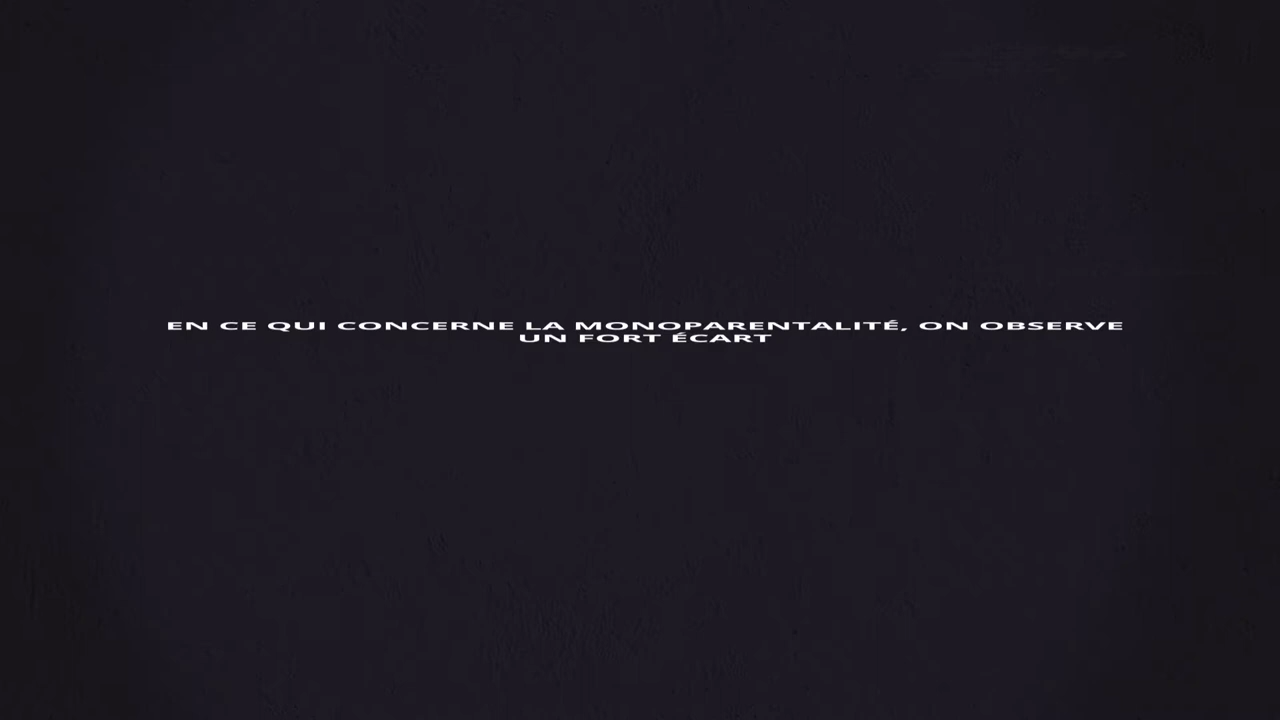 EN CE QUI CONCERNE LA MONOPARENTALITÉ, ON OBSERVE
UN FORT ÉCART